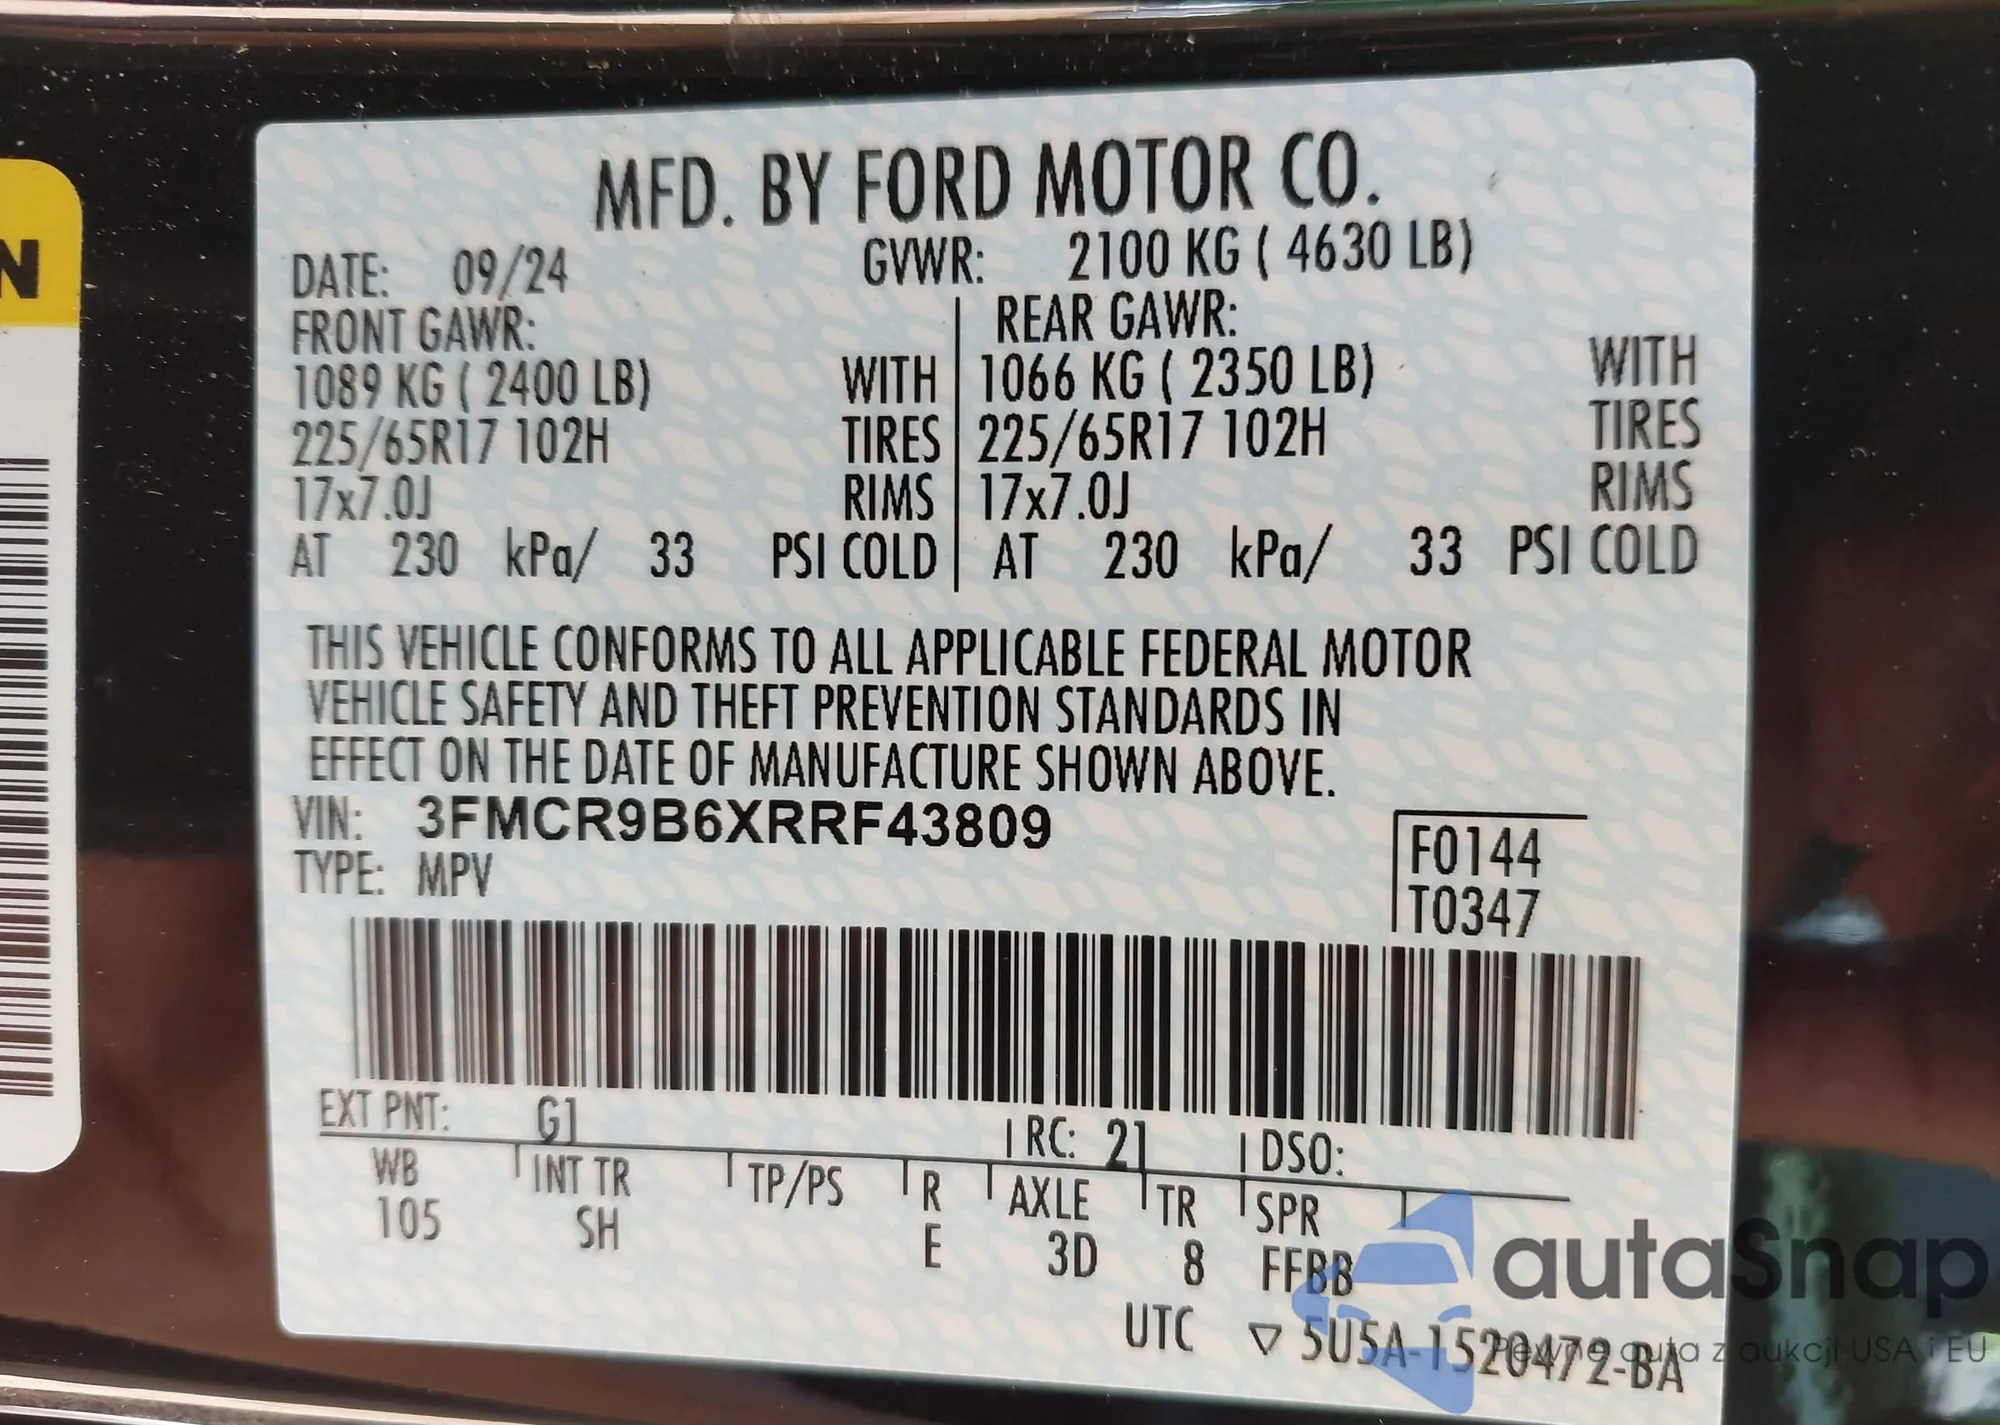 N
MFD. BY FORD MOTOR CO.
DATE: 09/24 GVWR: 2100 KG ( 4630 LB)
FRONT GAWR: REAR GAWR:
1089 KG ( 2400 LB) WITH 1066 KG ( 2350 LB) WITH
225/65R17 102H TIRES 225/65R17 102H TIRES
17x7.0J RIMS 17x7.0J RIMS
AT 230 kPa/ 33 PSI COLD AT 230 kPa/ 33 PSI COLD
THIS VEHICLE CONFORMS TO ALL APPLICABLE FEDERAL MOTOR
VEHICLE SAFETY AND THEFT PREVENTION STANDARDS IN
EFFECT ON THE DATE OF MANUFACTURE SHOWN ABOVE.
VIN: 3FMCR9B6XRRF43809
TYPE: MPV
F0144
T0347
EXT PNT: G1 RC: 21 DSO:
WB INT TR TP/PS R AXLE TR SPR
105 SH E 3D 8 FFBB
UTC ▽ 5U5A-1520472-BA
autaSnap
Pewne auta z aukcji USA i EU